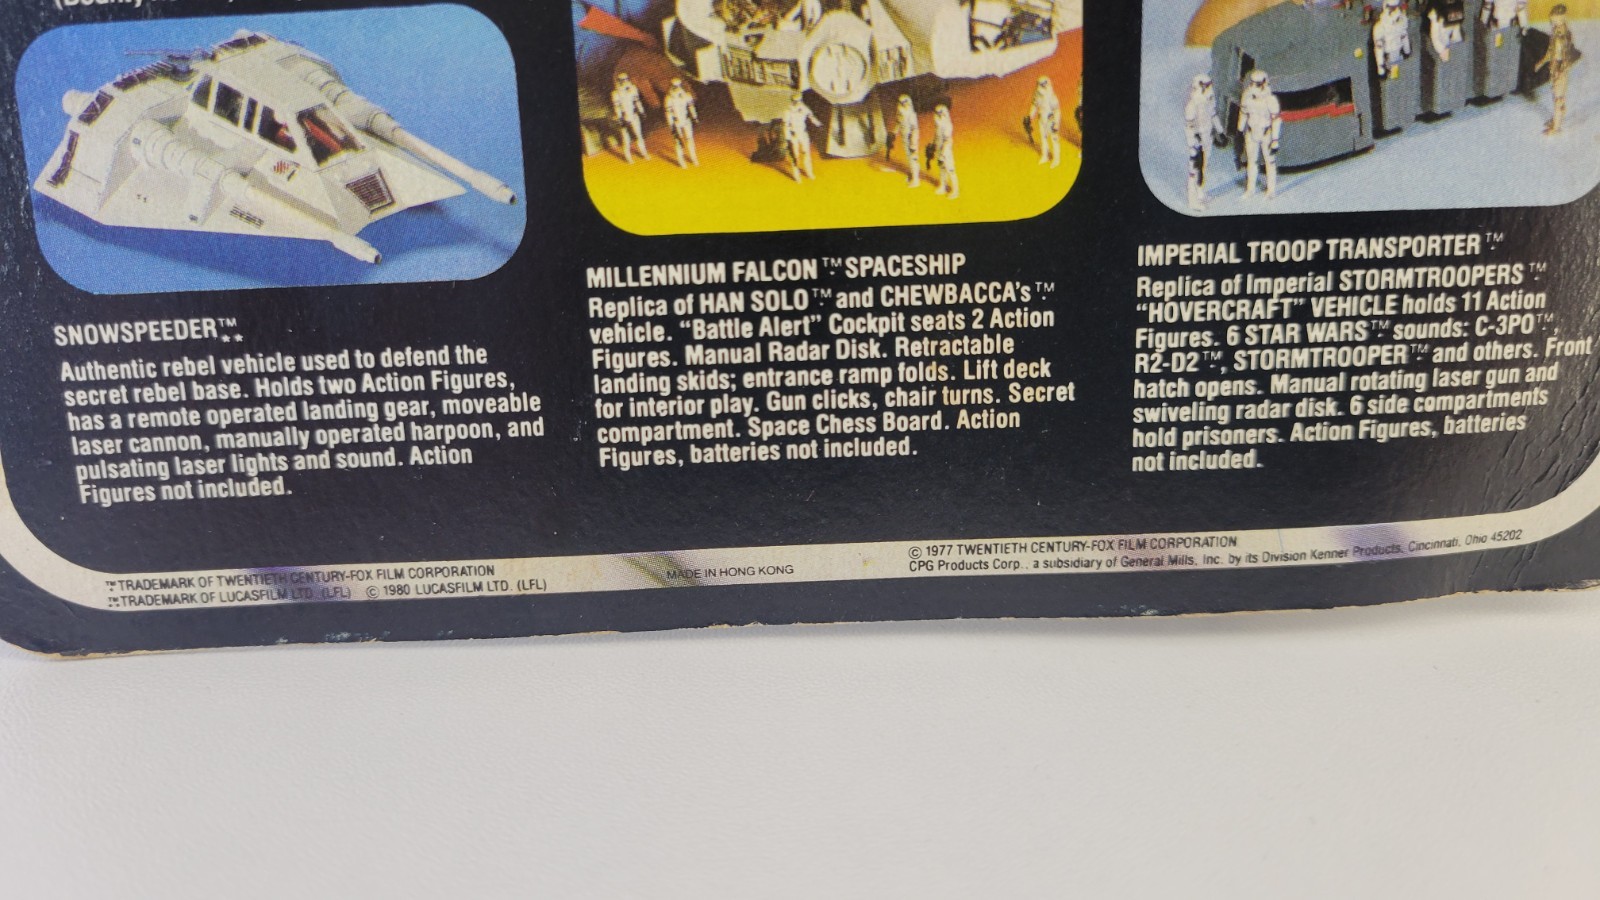 SNOWSPEEDER™**
Authentic rebel vehicle used to defend the
secret rebel base. Holds two Action Figures,
has a remote operated landing gear, moveable
laser cannon, manually operated harpoon, and
pulsating laser lights and sound. Action
Figures not included.
MILLENNIUM FALCON™* SPACESHIP
Replica of HAN SOLO™* and CHEWBACCA's™*
vehicle. "Battle Alert" Cockpit seats 2 Action
Figures. Manual Radar Disk. Retractable
landing skids; entrance ramp folds. Lift deck
for interior play. Gun clicks, chair turns. Secret
compartment. Space Chess Board. Action
Figures, batteries not included.
IMPERIAL TROOP TRANSPORTER™*
Replica of Imperial STORMTROOPERS™*
"HOVERCRAFT" VEHICLE holds 11 Action
Figures. 6 STAR WARS™* sounds: C-3PO™*,
R2-D2™*, STORMTROOPER™* and others. Front
hatch opens. Manual rotating laser gun and
swiveling radar disk. 6 side compartments
hold prisoners. Action Figures, batteries
not included.
*™TRADEMARK OF TWENTIETH CENTURY-FOX FILM CORPORATION
**™TRADEMARK OF LUCASFILM LTD. (LFL) © 1980 LUCASFILM LTD. (LFL)
MADE IN HONG KONG
© 1977 TWENTIETH CENTURY-FOX FILM CORPORATION
CPG Products Corp., a subsidiary of General Mills, Inc. by its Division Kenner Products, Cincinnati, Ohio 45202